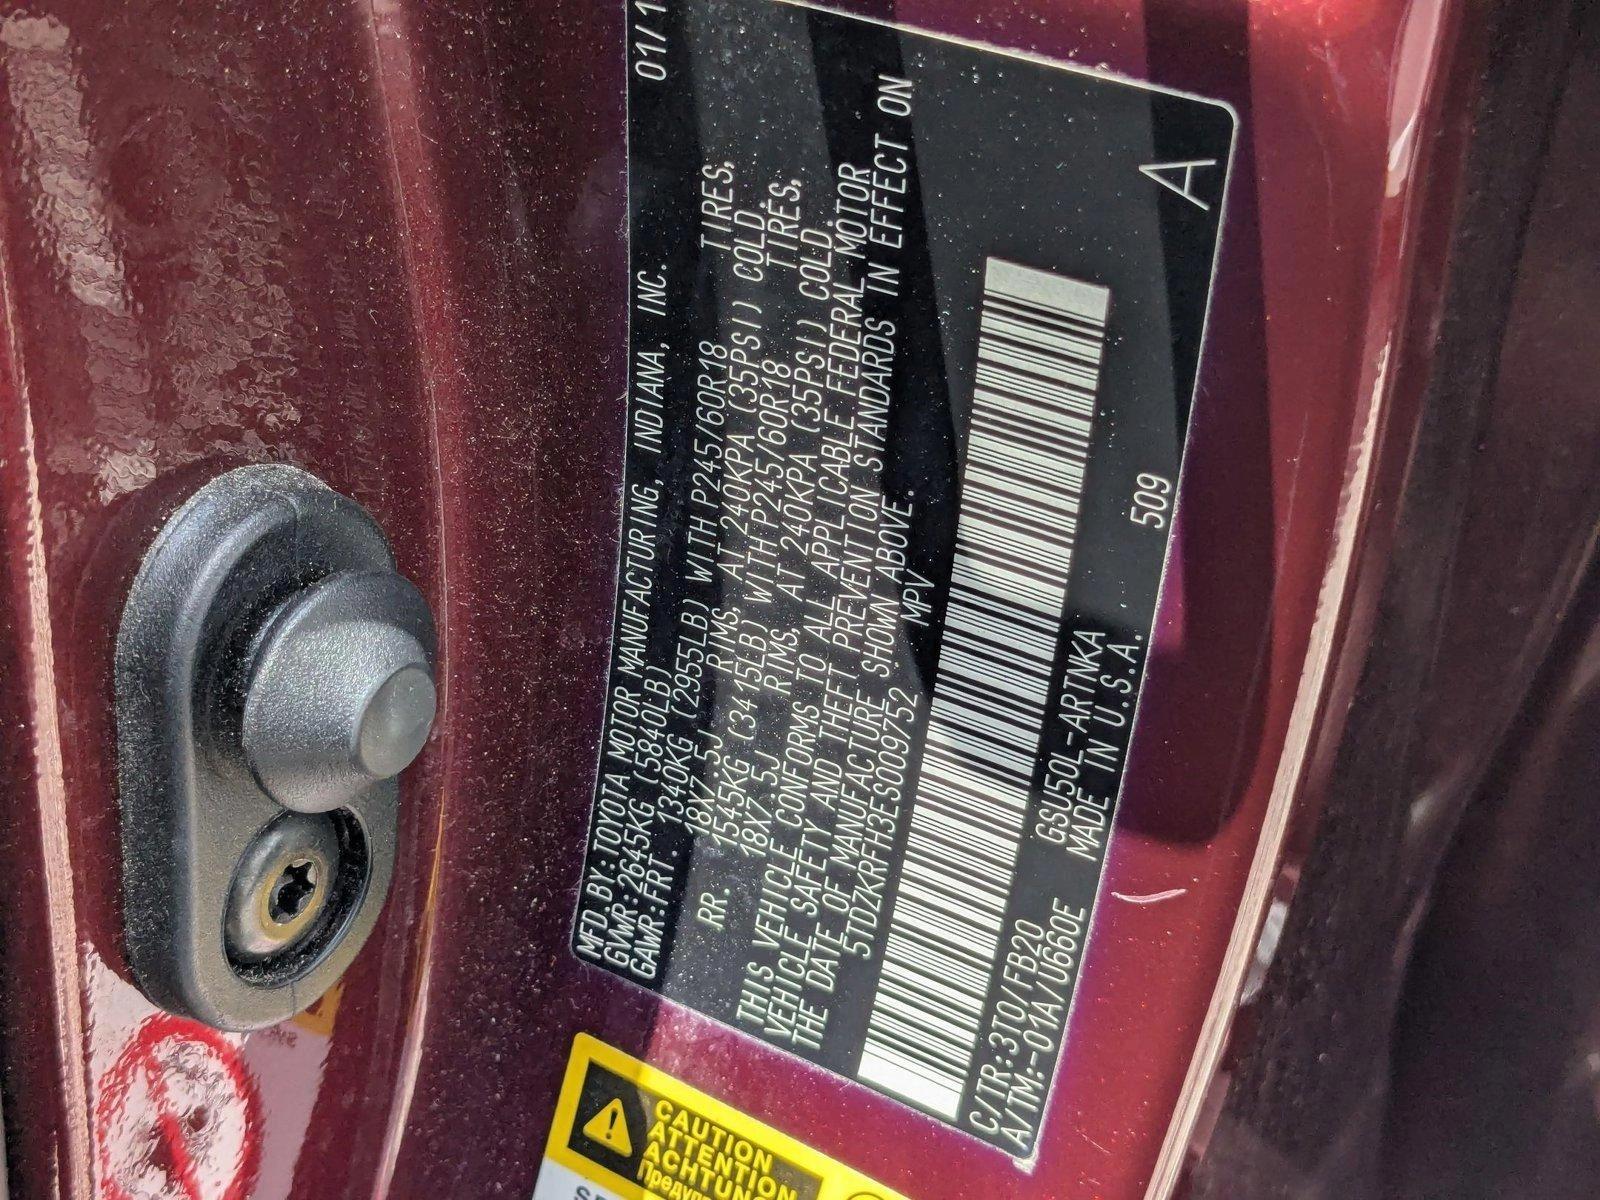 MFD. BY: TOYOTA MOTOR MANUFACTURING, INDIANA, INC. 01/1
GVWR: 2645KG (5840LB)
GAWR: FRT. 1340KG (2955LB) WITH P245/60R18 TIRES,
18X7.5J RIMS, AT 240KPA (35PSI) COLD.
RR. 1545KG (3415LB) WITH P245/60R18 TIRES,
18X7.5J RIMS, AT 240KPA (35PSI) COLD.
THIS VEHICLE CONFORMS TO ALL APPLICABLE FEDERAL MOTOR
VEHICLE SAFETY AND THEFT PREVENTION STANDARDS IN EFFECT ON
THE DATE OF MANUFACTURE SHOWN ABOVE.
5TDZKRFH3ES009752 MPV
C/TR: 3T0/FB20 GSU50L-ARTNKA 509 A
A/TM: -01A/U660E MADE IN U.S.A.
CAUTION
ATTENTION
ACHTUNG